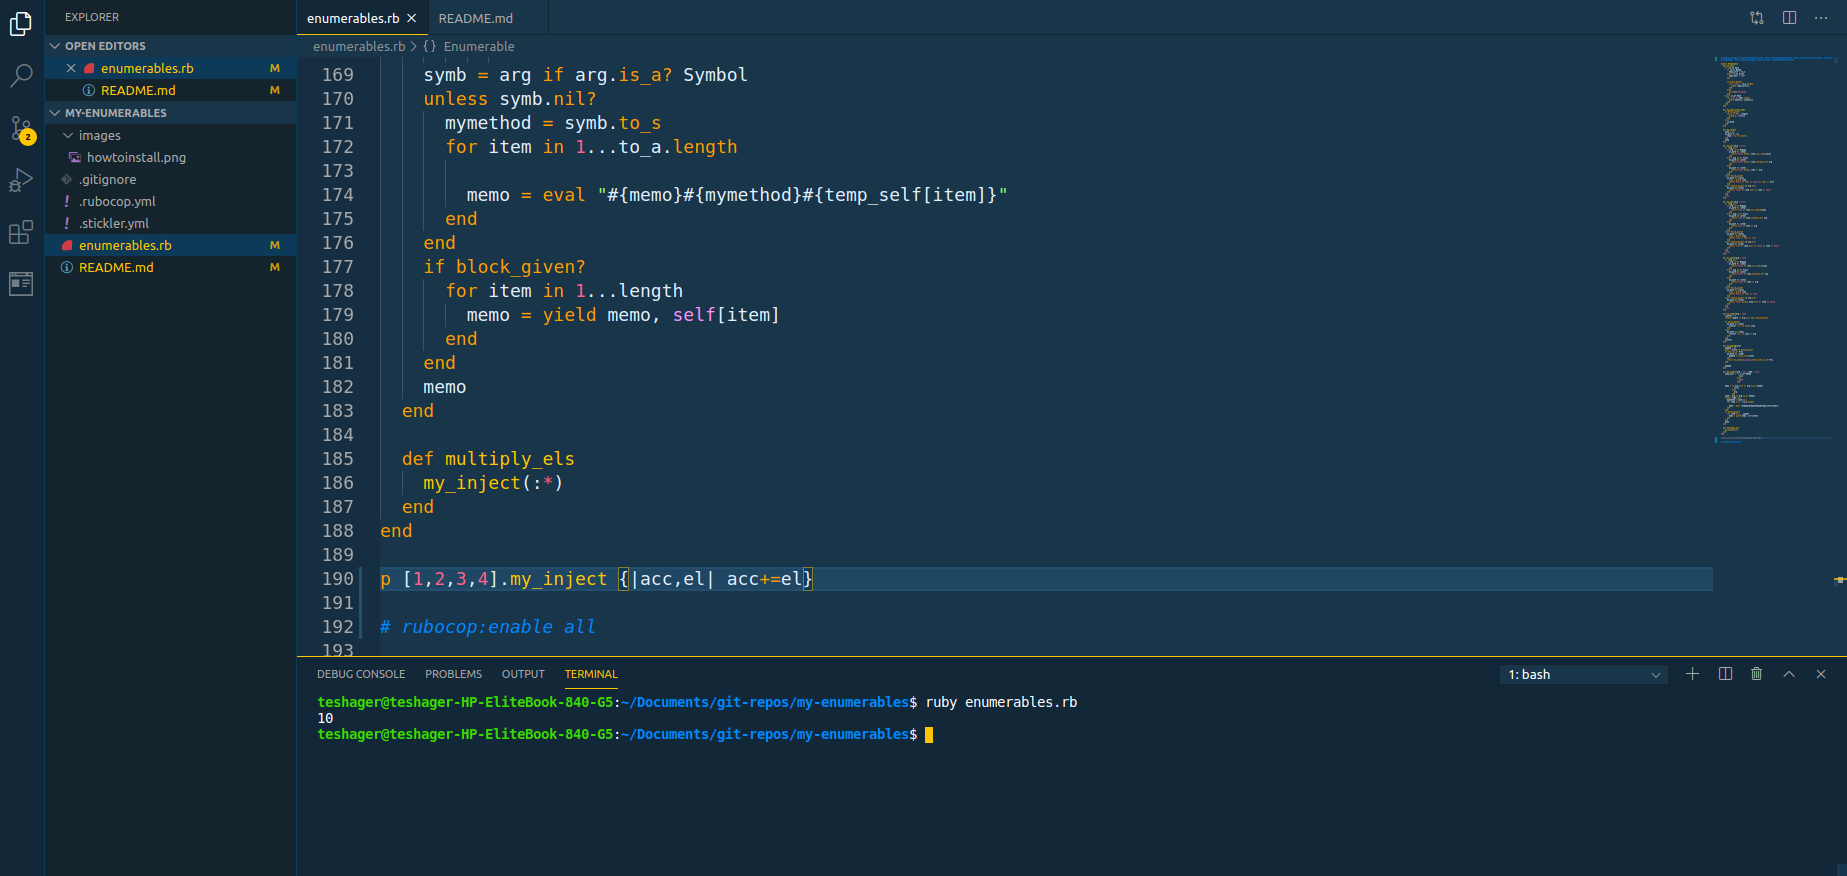 EXPLORER
OPEN EDITORS
enumerables.rb M
README.md M
MY-ENUMERABLES
images
howtoinstall.png
.gitignore
! .rubocop.yml
! .stickler.yml
enumerables.rb M
README.md M
2
enumerables.rb README.md
enumerables.rb > {} Enumerable
169 symb = arg if arg.is_a? Symbol
170 unless symb.nil?
171 mymethod = symb.to_s
172 for item in 1...to_a.length
173
174 memo = eval "#{memo}#{mymethod}#{temp_self[item]}"
175 end
176 end
177 if block_given?
178 for item in 1...length
179 memo = yield memo, self[item]
180 end
181 end
182 memo
183 end
184
185 def multiply_els
186 my_inject(:*)
187 end
188 end
189
190 p [1,2,3,4].my_inject {|acc,el| acc+=el}
191
192 # rubocop:enable all
193
DEBUG CONSOLE PROBLEMS OUTPUT TERMINAL 1: bash
teshager@teshager-HP-EliteBook-840-G5:~/Documents/git-repos/my-enumerables$ ruby enumerables.rb
10
teshager@teshager-HP-EliteBook-840-G5:~/Documents/git-repos/my-enumerables$